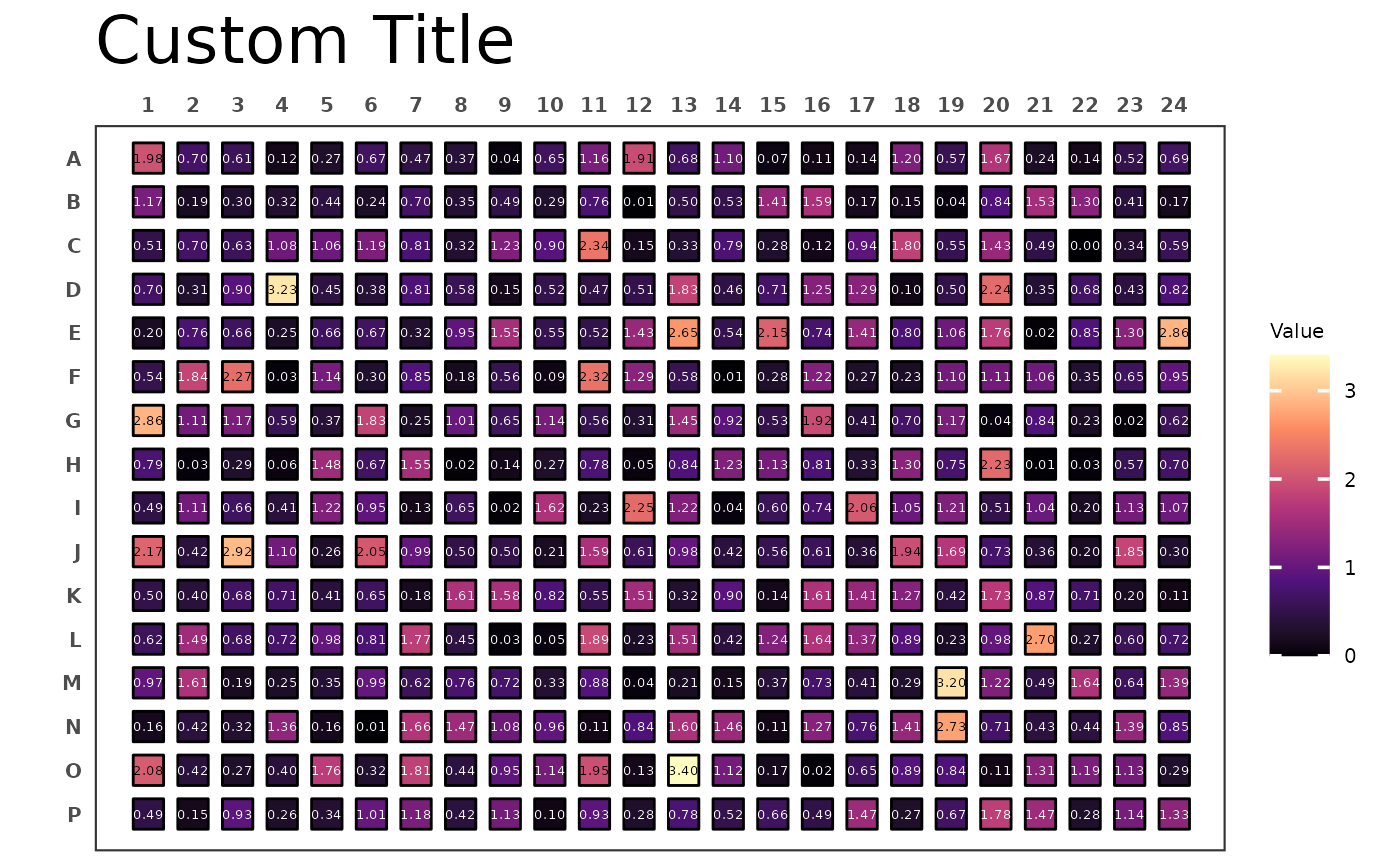 Custom Title
1 2 3 4 5 6 7 8 9 10 11 12 13 14 15 16 17 18 19 20 21 22 23 24
A 1.98 0.70 0.61 0.12 0.27 0.67 0.47 0.37 0.04 0.65 1.16 1.91 0.68 1.10 0.07 0.11 0.14 1.20 0.57 1.67 0.24 0.14 0.52 0.69
B 1.17 0.19 0.30 0.32 0.44 0.24 0.70 0.35 0.49 0.29 0.76 0.01 0.50 0.53 1.41 1.59 0.17 0.15 0.04 0.84 1.53 1.30 0.41 0.17
C 0.51 0.70 0.63 1.08 1.06 1.19 0.81 0.32 1.23 0.90 2.34 0.15 0.33 0.79 0.28 0.12 0.94 1.80 0.55 1.43 0.49 0.00 0.34 0.59
D 0.70 0.31 0.90 3.23 0.45 0.38 0.81 0.58 0.15 0.52 0.47 0.51 1.83 0.46 0.71 1.25 1.29 0.10 0.50 2.24 0.35 0.68 0.43 0.82
E 0.20 0.76 0.66 0.25 0.66 0.67 0.32 0.95 1.55 0.55 0.52 1.43 2.65 0.54 2.15 0.74 1.41 0.80 1.06 1.76 0.02 0.85 1.30 2.86
Value
F 0.54 1.84 2.27 0.03 1.14 0.30 0.85 0.18 0.56 0.09 2.32 1.29 0.58 0.01 0.28 1.22 0.27 0.23 1.10 1.11 1.06 0.35 0.65 0.95
3
G 2.86 1.11 1.17 0.59 0.37 1.83 0.25 1.01 0.65 1.14 0.56 0.31 1.45 0.92 0.53 1.92 0.41 0.70 1.17 0.04 0.84 0.23 0.02 0.62
H 0.79 0.03 0.29 0.06 1.48 0.67 1.55 0.02 0.14 0.27 0.78 0.05 0.84 1.23 1.13 0.81 0.33 1.30 0.75 2.23 0.01 0.03 0.57 0.70
2
I 0.49 1.11 0.66 0.41 1.22 0.95 0.13 0.65 0.02 1.62 0.23 2.25 1.22 0.04 0.60 0.74 2.06 1.05 1.21 0.51 1.04 0.20 1.13 1.07
J 2.17 0.42 2.92 1.10 0.26 2.05 0.99 0.50 0.50 0.21 1.59 0.61 0.98 0.42 0.56 0.61 0.36 1.94 1.69 0.73 0.36 0.20 1.85 0.30
1
K 0.50 0.40 0.68 0.71 0.41 0.65 0.18 1.61 1.58 0.82 0.55 1.51 0.32 0.90 0.14 1.61 1.41 1.27 0.42 1.73 0.87 0.71 0.20 0.11
L 0.62 1.49 0.68 0.72 0.98 0.81 1.77 0.45 0.03 0.05 1.89 0.23 1.51 0.42 1.24 1.64 1.37 0.89 0.23 0.98 2.70 0.27 0.60 0.72
0
M 0.97 1.61 0.19 0.25 0.35 0.99 0.62 0.76 0.72 0.33 0.88 0.04 0.21 0.15 0.37 0.73 0.41 0.29 3.20 1.22 0.49 1.64 0.64 1.39
N 0.16 0.42 0.32 1.36 0.16 0.01 1.66 1.47 1.08 0.96 0.11 0.84 1.60 1.46 0.11 1.27 0.76 1.41 2.73 0.71 0.43 0.44 1.39 0.85
O 2.08 0.42 0.27 0.40 1.76 0.32 1.81 0.44 0.95 1.14 1.95 0.13 3.40 1.12 0.17 0.02 0.65 0.89 0.84 0.11 1.31 1.19 1.13 0.29
P 0.49 0.15 0.93 0.26 0.34 1.01 1.18 0.42 1.13 0.10 0.93 0.28 0.78 0.52 0.66 0.49 1.47 0.27 0.67 1.78 1.47 0.28 1.14 1.33